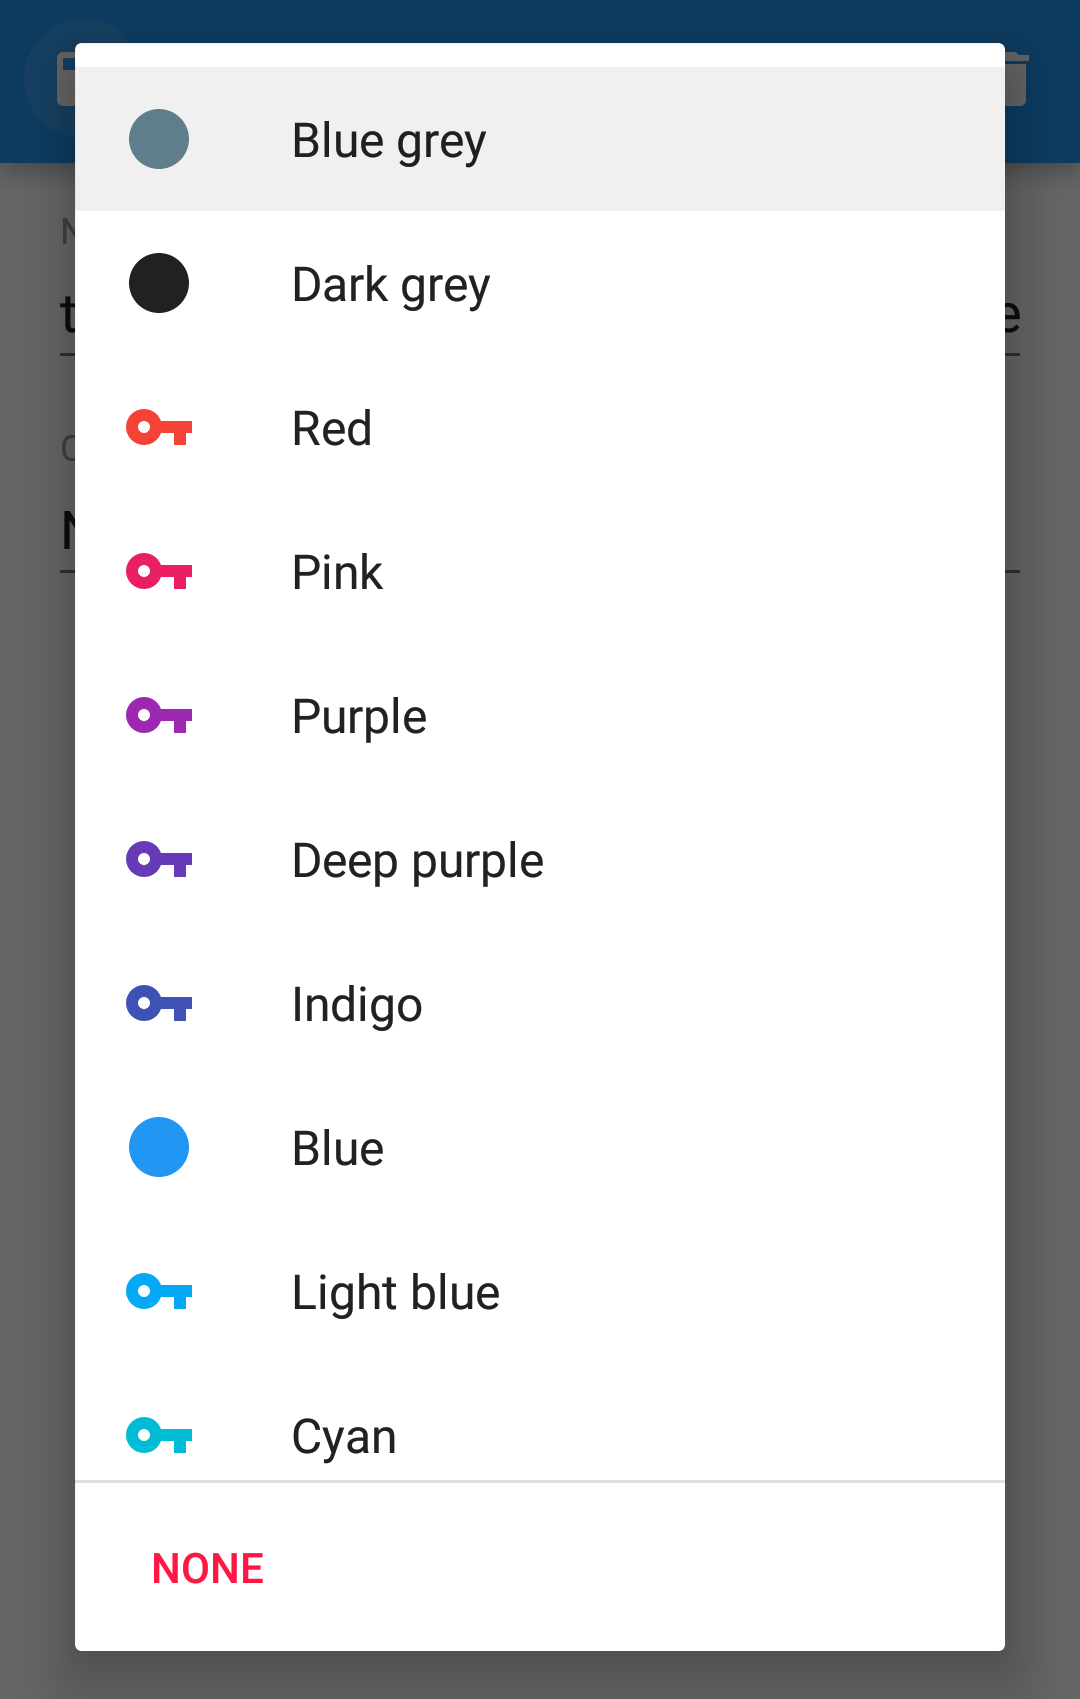 Blue grey
Dark grey
Red
Pink
Purple
Deep purple
Indigo
Blue
Light blue
Cyan
NONE